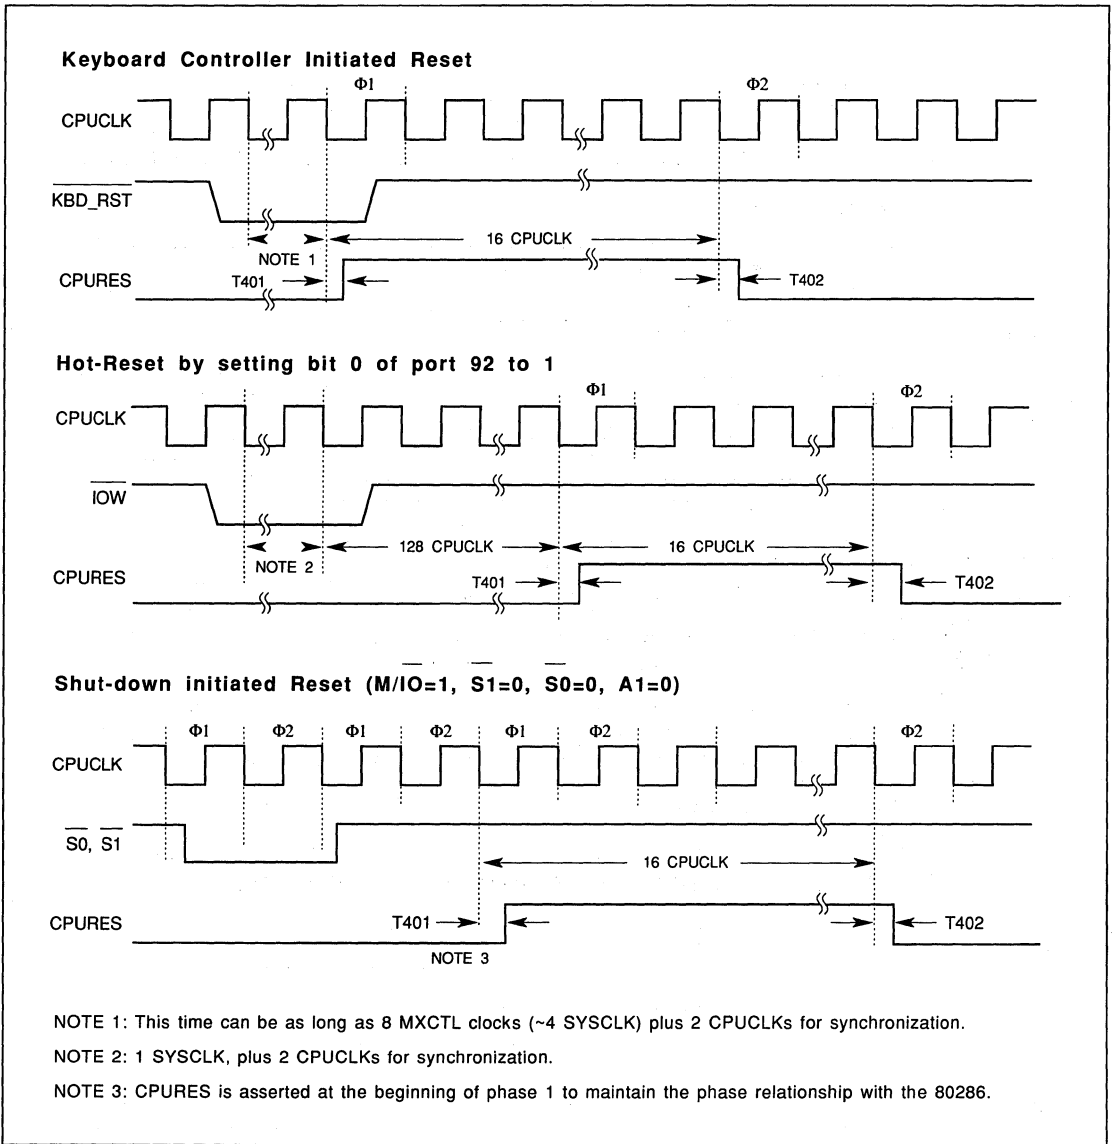 Keyboard Controller Initiated Reset
Φ1 Φ2
CPUCLK
KBD_RST
16 CPUCLK
NOTE 1
CPURES T401 T402
Hot-Reset by setting bit 0 of port 92 to 1
Φ1 Φ2
CPUCLK
IOW
128 CPUCLK 16 CPUCLK
NOTE 2
CPURES T401 T402
Shut-down initiated Reset (M/IO=1, S1=0, S0=0, A1=0)
Φ1 Φ2 Φ1 Φ2 Φ1 Φ2 Φ2
CPUCLK
S0, S1
16 CPUCLK
CPURES T401 T402
NOTE 3
NOTE 1: This time can be as long as 8 MXCTL clocks (~4 SYSCLK) plus 2 CPUCLKs for synchronization.
NOTE 2: 1 SYSCLK, plus 2 CPUCLKs for synchronization.
NOTE 3: CPURES is asserted at the beginning of phase 1 to maintain the phase relationship with the 80286.